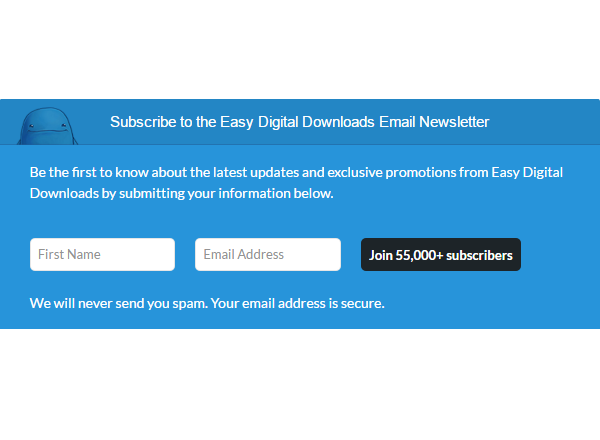 Subscribe to the Easy Digital Downloads Email Newsletter
Be the first to know about the latest updates and exclusive promotions from Easy Digital
Downloads by submitting your information below.
First Name
Email Address
Join 55,000+ subscribers
We will never send you spam. Your email address is secure.